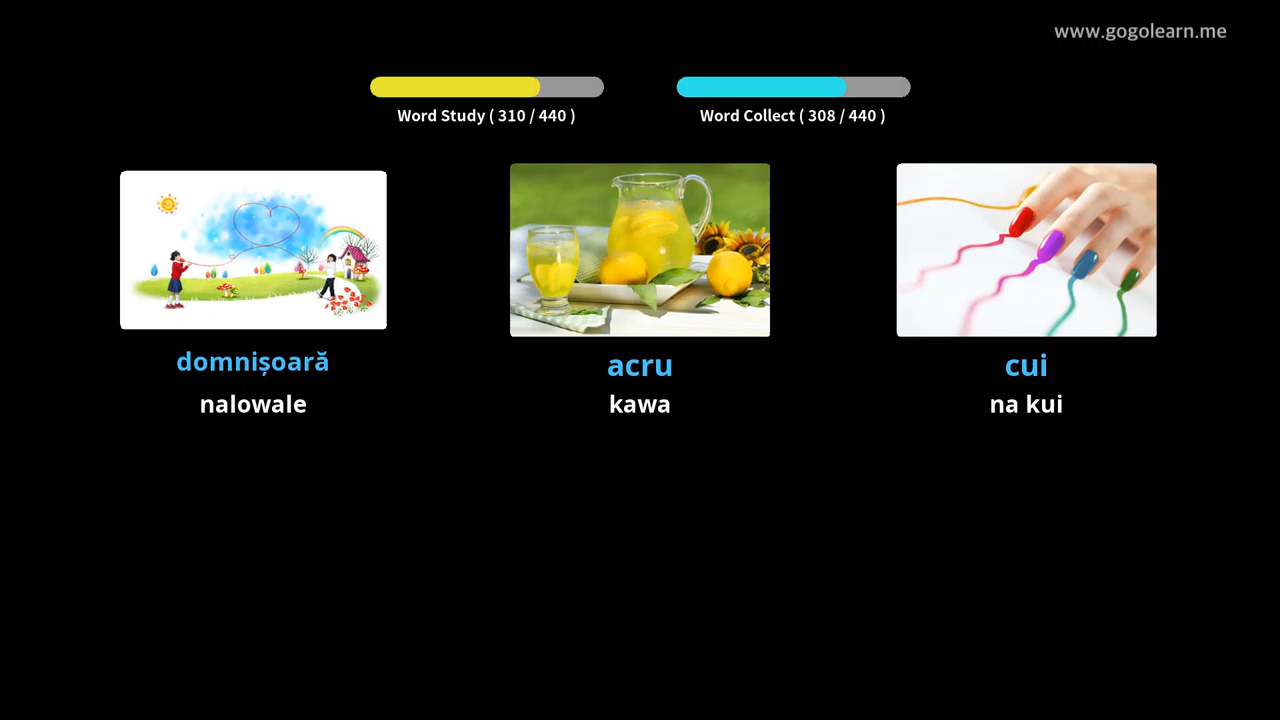 www.gogolearn.me
Word Study ( 310 / 440 )
Word Collect ( 308 / 440 )
domnișoară
nalowale
acru
kawa
cui
na kui